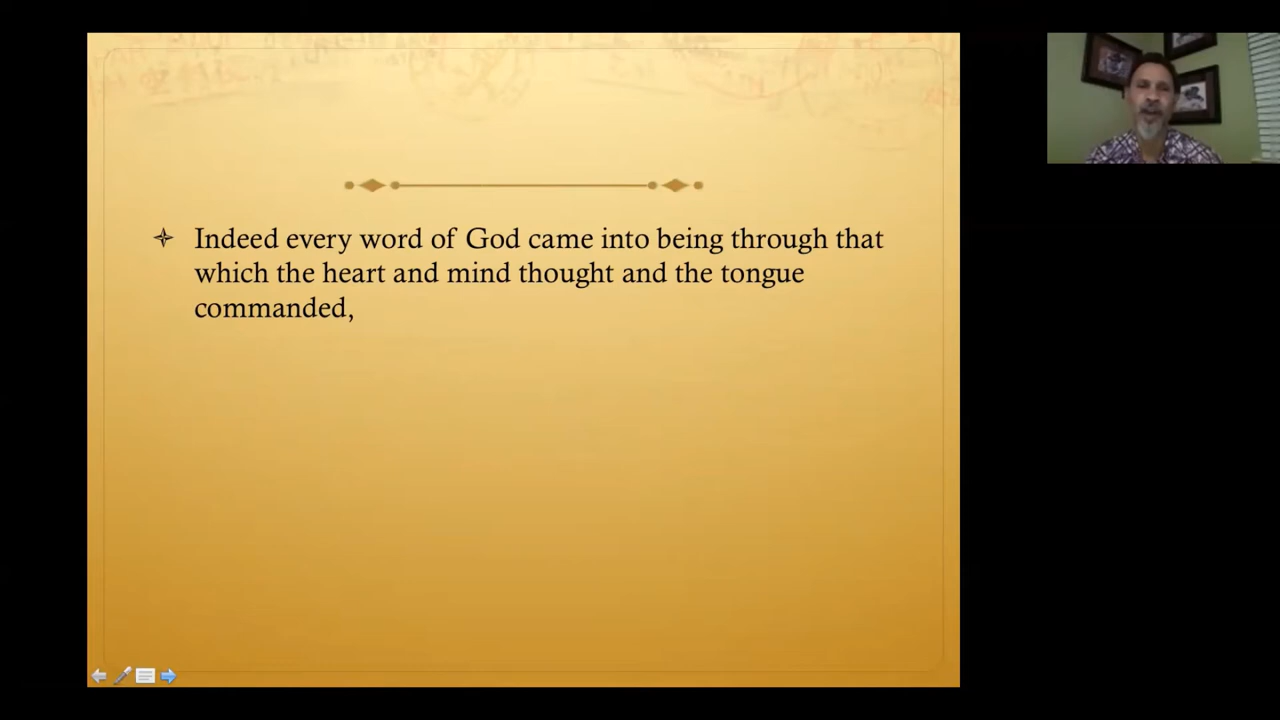 Indeed every word of God came into being through that
which the heart and mind thought and the tongue
commanded,